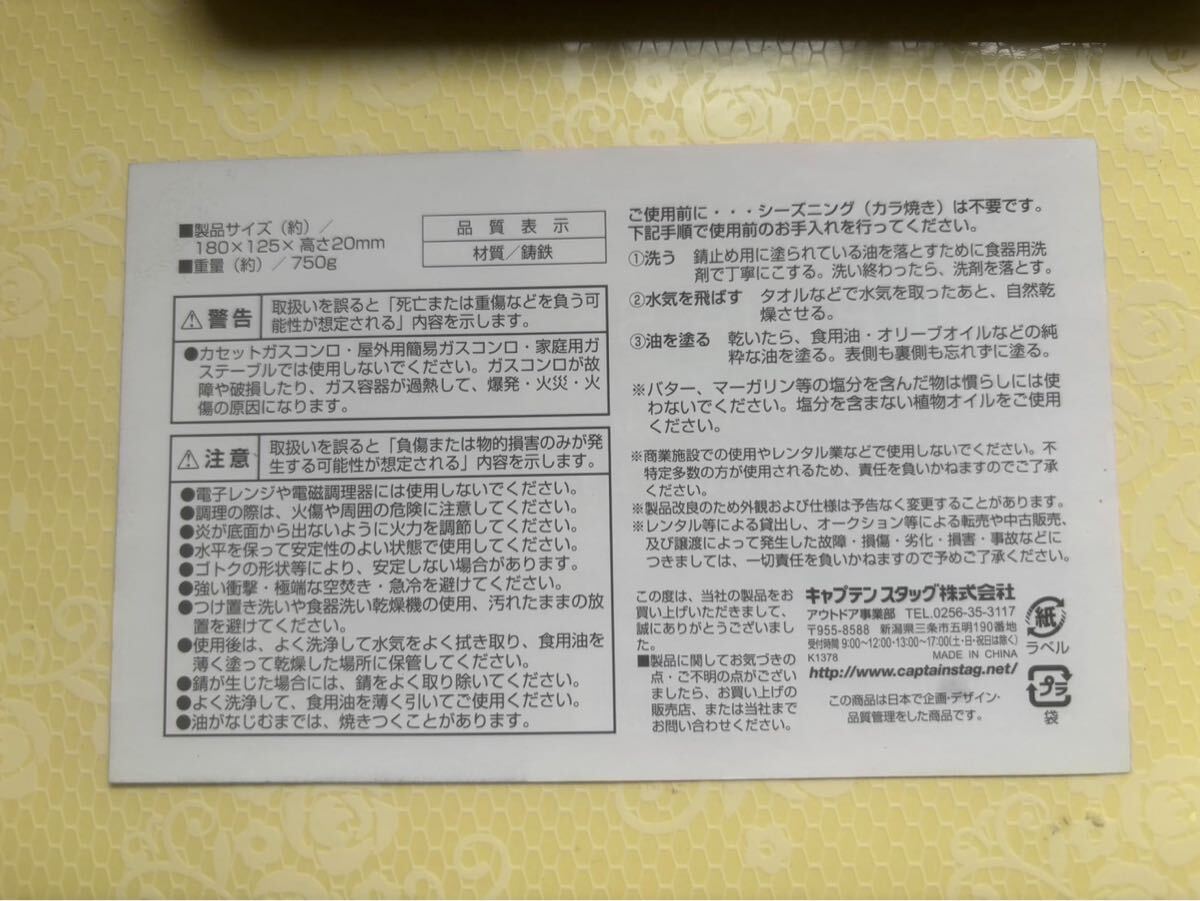 ■製品サイズ（約）／
180×125×高さ20mm
■重量（約）／750g
品質表示
材質／鋳鉄
⚠警告
取扱いを誤ると「死亡または重傷などを負う可
能性が想定される」内容を示します。
●カセットガスコンロ・屋外用簡易ガスコンロ・家庭用ガ
ステーブルでは使用しないでください。ガスコンロが故
障や破損したり、ガス容器が過熱して、爆発・火災・火
傷の原因になります。
⚠注意
取扱いを誤ると「負傷または物的損害のみが発
生する可能性が想定される」内容を示します。
●電子レンジや電磁調理器には使用しないでください。
●調理の際は、火傷や周囲の危険に注意してください。
●炎が底面から出ないように火力を調節してください。
●水平を保って安定性のよい状態で使用してください。
●ゴトクの形状等により、安定しない場合があります。
●強い衝撃・極端な空焚き・急冷を避けてください。
●つけ置き洗いや食器洗い乾燥機の使用、汚れたままの放
置を避けてください。
●使用後は、よく洗浄して水気をよく拭き取り、食用油を
薄く塗って乾燥した場所に保管してください。
●錆が生じた場合には、錆をよく取り除いてください。
●よく洗浄して、食用油を薄く引いてご使用ください。
●油がなじむまでは、焼きつくことがあります。
ご使用前に・・・シーズニング（カラ焼き）は不要です。
下記手順で使用前のお手入れを行ってください。
①洗う 錆止め用に塗られている油を落とすために食器用洗
剤で丁寧にこする。洗い終わったら、洗剤を落とす。
②水気を飛ばす タオルなどで水気を取ったあと、自然乾
燥させる。
③油を塗る 乾いたら、食用油・オリーブオイルなどの純
粋な油を塗る。表側も裏側も忘れずに塗る。
※バター、マーガリン等の塩分を含んだ物は慣らしには使
わないでください。塩分を含まない植物オイルをご使用
ください。
※商業施設での使用やレンタル業などで使用しないでください。不
特定多数の方が使用されるため、責任を負いかねますのでご了承
ください。
※製品改良のため外観および仕様は予告なく変更することがあります。
※レンタル等による貸出し、オークション等による転売や中古販売、
及び譲渡によって発生した故障・損傷・劣化・損害・事故などに
つきましては、一切責任を負いかねますので予めご了承ください。
この度は、当社の製品をお
買い上げいただきまして、
誠にありがとうございまし
た。
■製品に関してお気づきの
点・ご不明の点がござい
ましたら、お買い上げの
販売店、または当社まで
お問い合わせください。
キャプテンスタッグ株式会社
アウトドア事業部 TEL.0256-35-3117
〒955-8588 新潟県三条市五明190番地
受付時間 9:00〜12:00・13:00〜17:00(土・日・祝日は除く)
K1378 MADE IN CHINA
http://www.captainstag.net/
この商品は日本で企画・デザイン・
品質管理をした商品です。
紙
ラベル
プラ
袋